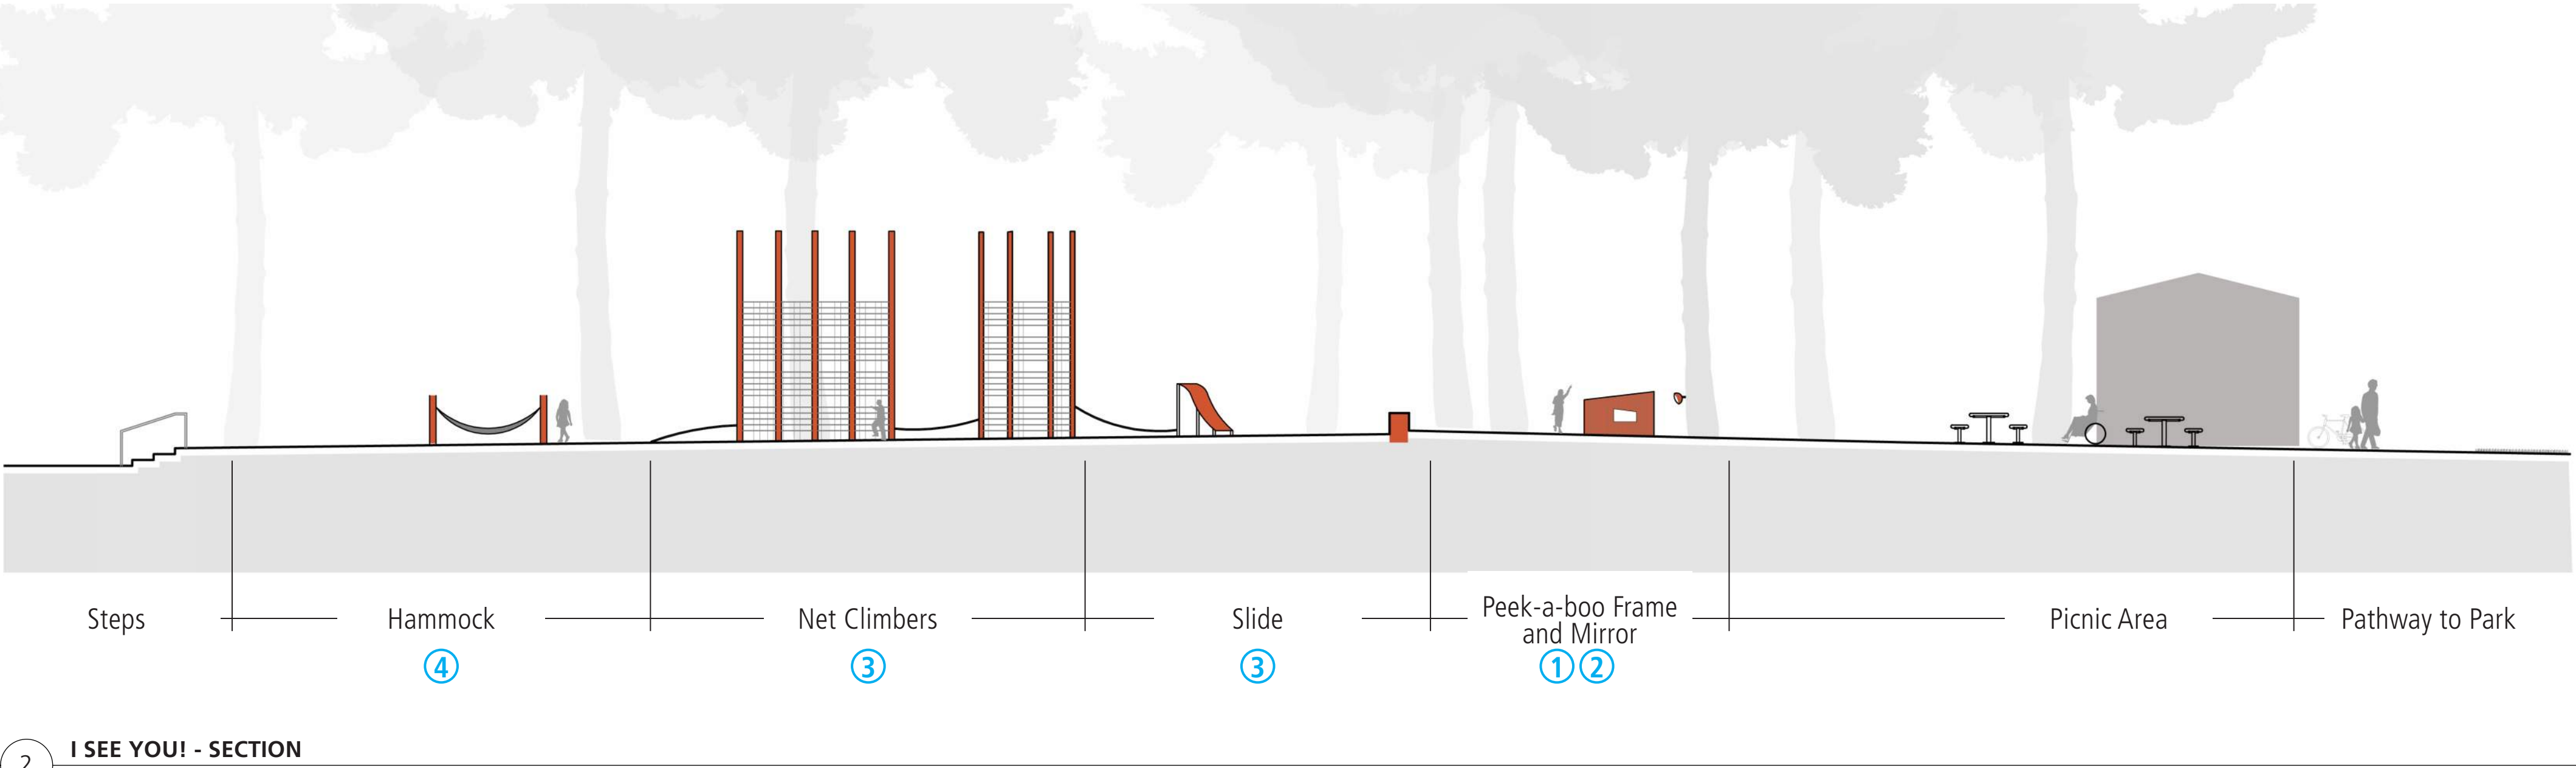 Steps
Hammock
④
Net Climbers
③
Slide
③
Peek-a-boo Frame
and Mirror
① ②
Picnic Area
Pathway to Park
2
I SEE YOU! - SECTION